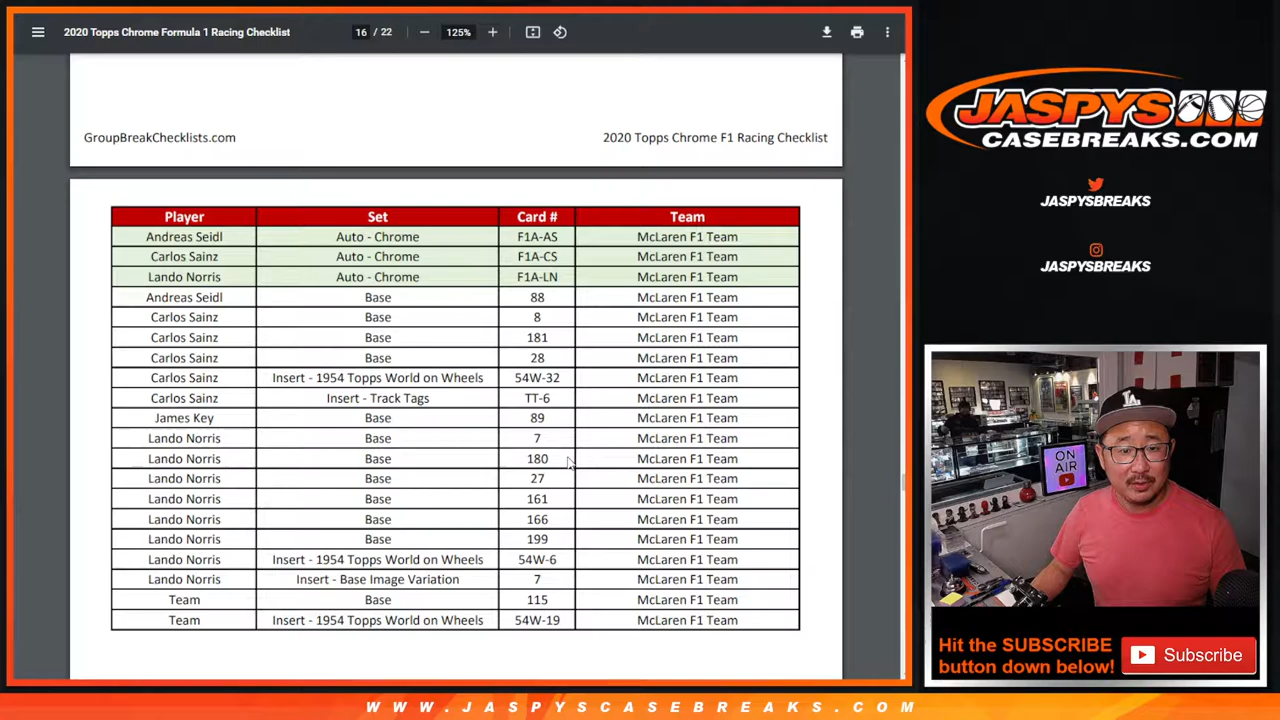 2020 Topps Chrome Formula 1 Racing Checklist 16 / 22 125%
GroupBreakChecklists.com 2020 Topps Chrome F1 Racing Checklist
Player Set Card # Team
Andreas Seidl Auto - Chrome F1A-AS McLaren F1 Team
Carlos Sainz Auto - Chrome F1A-CS McLaren F1 Team
Lando Norris Auto - Chrome F1A-LN McLaren F1 Team
Andreas Seidl Base 88 McLaren F1 Team
Carlos Sainz Base 8 McLaren F1 Team
Carlos Sainz Base 181 McLaren F1 Team
Carlos Sainz Base 28 McLaren F1 Team
Carlos Sainz Insert - 1954 Topps World on Wheels 54W-32 McLaren F1 Team
Carlos Sainz Insert - Track Tags TT-6 McLaren F1 Team
James Key Base 89 McLaren F1 Team
Lando Norris Base 7 McLaren F1 Team
Lando Norris Base 180 McLaren F1 Team
Lando Norris Base 27 McLaren F1 Team
Lando Norris Base 161 McLaren F1 Team
Lando Norris Base 166 McLaren F1 Team
Lando Norris Base 199 McLaren F1 Team
Lando Norris Insert - 1954 Topps World on Wheels 54W-6 McLaren F1 Team
Lando Norris Insert - Base Image Variation 7 McLaren F1 Team
Team Base 115 McLaren F1 Team
Team Insert - 1954 Topps World on Wheels 54W-19 McLaren F1 Team
JASPYS
CASEBREAKS.COM
JASPYSBREAKS
JASPYSBREAKS
LA
ON
AIR
Hit the SUBSCRIBE
button down below!
Subscribe
WWW.JASPYSCASEBREAKS.COM